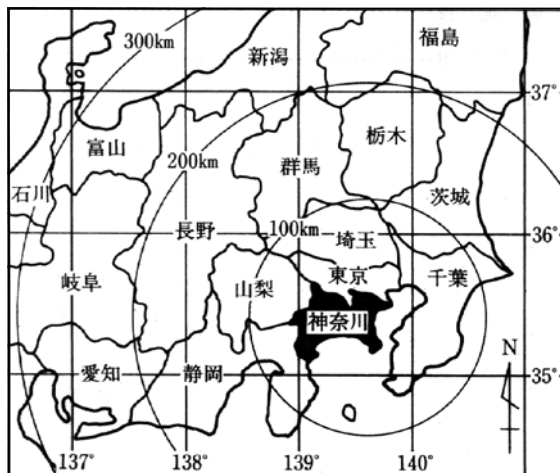 300km
新潟
福島
37°
富山
栃木
200km
群馬
石川
茨城
長野
100km
埼玉
36°
岐阜
山梨
東京
千葉
神奈川
N
愛知
静岡
35°
137°
138°
139°
140°